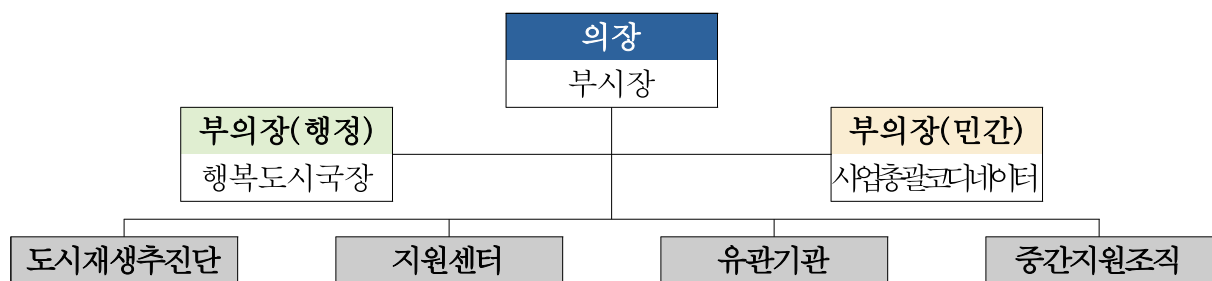 의장
부시장
부의장(행정)
행복도시국장
부의장(민간)
사업총괄코디네이터
도시재생추진단
지원센터
유관기관
중간지원조직